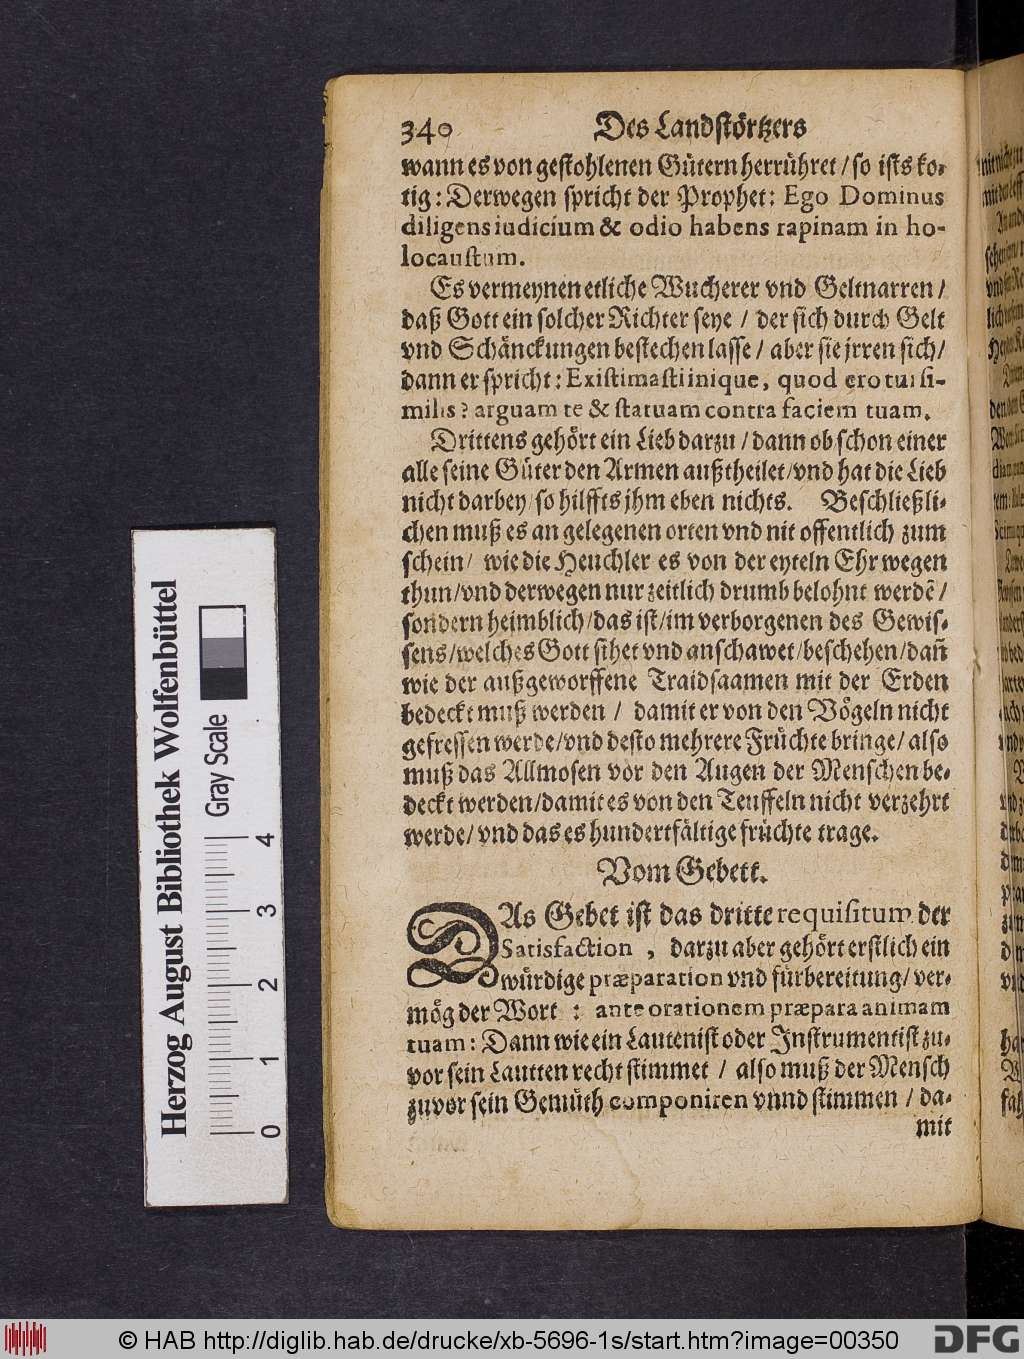 340 Des Landstörtzers
wann es von gestohlenen Gütern herrühret / so ists ko-
tig: Derwegen spricht der Prophet: Ego Dominus
diligens iudicium & odio habens rapinam in ho-
locaustum.
Es vermeynen etliche Wucherer vnd Geltnarren /
daß Gott ein solcher Richter seye / der sich durch Gelt
vnd Schänckungen bestechen lasse / aber sie jrren sich /
dann er spricht: Existimasti inique, quod ero tui si-
milis? arguam te & statuam contra faciem tuam.
Drittens gehört ein Lieb darzu / dann ob schon einer
alle seine Güter den Armen außtheilet / vnd hat die Lieb
nicht darbey / so hilffts jhm eben nichts. Beschließli-
chen muß es an gelegenen orten vnd nit offentlich zum
schein / wie die Heuchler es von der eyteln Ehr wegen
thun / vnd derwegen nur zeitlich drumb belohnt werdẽ /
sondern heimblich / das ist / im verborgenen des Gewis-
sens / welches Gott sihet vnd anschawet / beschehen / dañ
wie der außgeworffene Traidsaamen mit der Erden
bedeckt muß werden / damit er von den Vögeln nicht
gefressen werde / vnd desto mehrere Früchte bringe / also
muß das Allmosen vor den Augen der Menschen be-
deckt werden / damit es von den Teuffeln nicht verzehrt
werde / vnd das es hundertfältige früchte trage.
Vom Gebett.
DAs Gebet ist das dritte requisitum der
Satisfaction, darzu aber gehört erstlich ein
würdige præparation vnd fürbereitung / ver-
mög der Wort: ante orationem præpara animam
tuam: Dann wie ein Lautenist oder Instrumentist zu-
vor sein Lautten recht stimmet / also muß der Mensch
zuvor sein Gemüth componiren vnnd stimmen / da-
mit
Herzog August Bibliothek Wolfenbüttel
Gray Scale
0 1 2 3 4
© HAB http://diglib.hab.de/drucke/xb-5696-1s/start.htm?image=00350
DFG